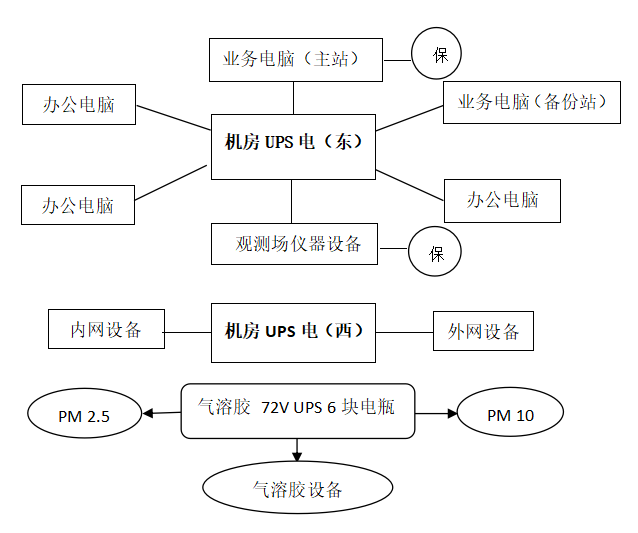 业务电脑（主站）
保
办公电脑
业务电脑（备份站）
机房 UPS 电（东）
办公电脑
办公电脑
观测场仪器设备
保
内网设备
机房 UPS 电（西）
外网设备
PM 2.5
气溶胶 72V UPS 6 块电瓶
PM 10
气溶胶设备